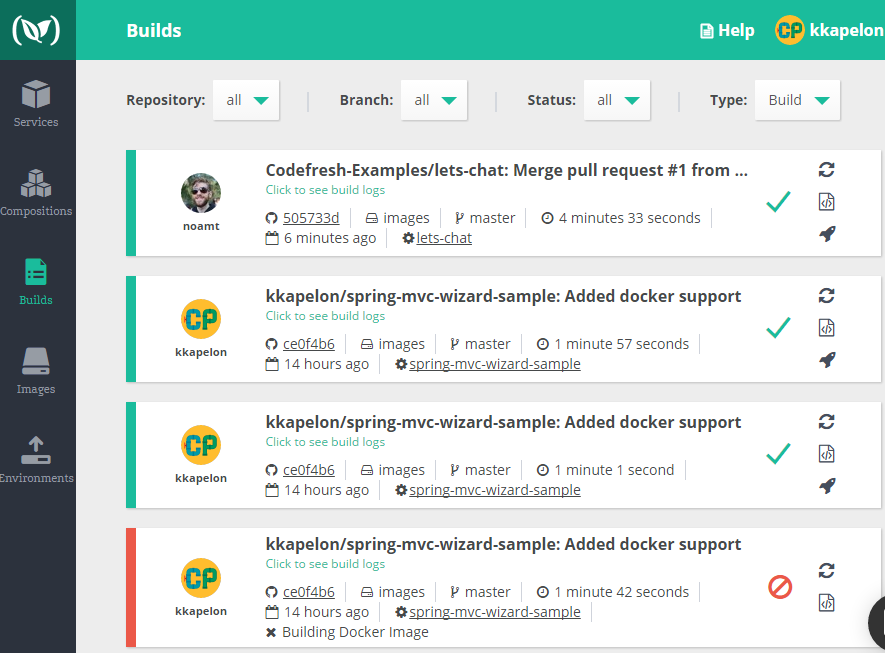 Builds
Help
kkapelon
Services
Compositions
Builds
Images
Environments
Repository: all
Branch: all
Status: all
Type: Build
noamt
Codefresh-Examples/lets-chat: Merge pull request #1 from ...
Click to see build logs
505733d images master 4 minutes 33 seconds
6 minutes ago lets-chat
CP
kkapelon
kkapelon/spring-mvc-wizard-sample: Added docker support
Click to see build logs
ce0f4b6 images master 1 minute 57 seconds
14 hours ago spring-mvc-wizard-sample
CP
kkapelon
kkapelon/spring-mvc-wizard-sample: Added docker support
Click to see build logs
ce0f4b6 images master 1 minute 1 second
14 hours ago spring-mvc-wizard-sample
CP
kkapelon
kkapelon/spring-mvc-wizard-sample: Added docker support
Click to see build logs
ce0f4b6 images master 1 minute 42 seconds
14 hours ago spring-mvc-wizard-sample
Building Docker Image